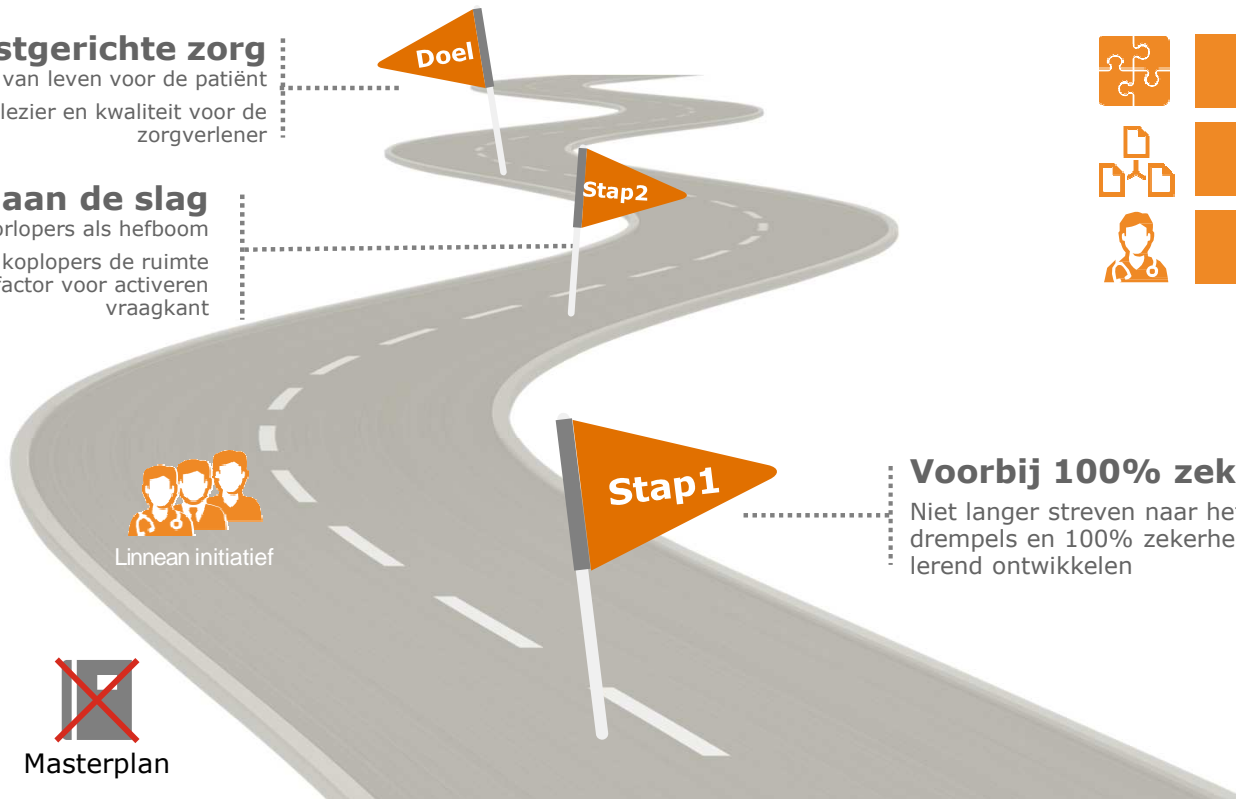 stgerichte zorg
van leven voor de patiënt
lezier en kwaliteit voor de
zorgverlener
Doel
aan de slag
orlopers als hefboom
koplopers de ruimte
factor voor activeren
vraagkant
Stap2
Stap1
Voorbij 100% zek
Niet langer streven naar he
drempels en 100% zekerhe
lerend ontwikkelen
Linnean initiatief
Masterplan